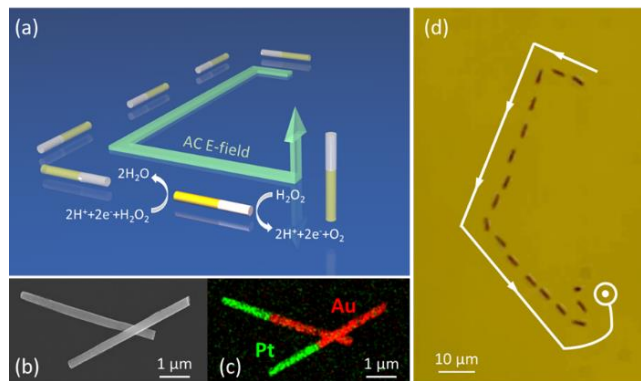 (a)
AC E-field
2H₂O
H₂O₂
2H⁺+2e⁻+H₂O₂
2H⁺+2e⁻+O₂
(b)
1 μm
(c)
Au
Pt
1 μm
(d)
10 μm